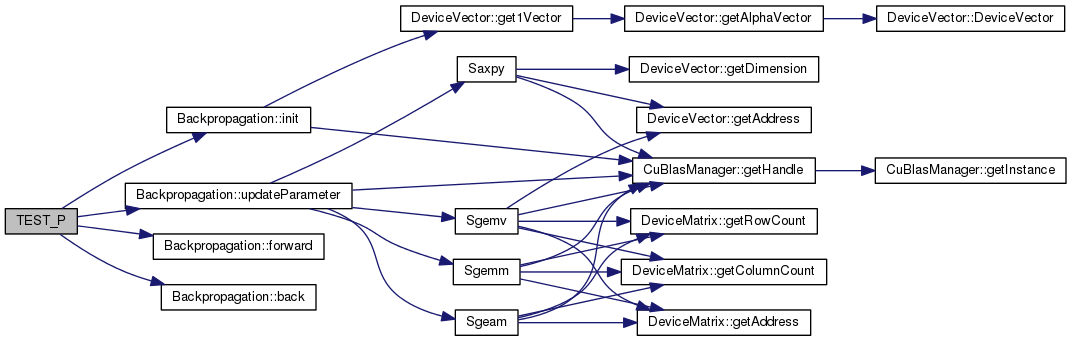 DeviceVector::get1Vector
DeviceVector::getAlphaVector
DeviceVector::DeviceVector
Saxpy
DeviceVector::getDimension
Backpropagation::init
DeviceVector::getAddress
CuBlasManager::getHandle
CuBlasManager::getInstance
Backpropagation::updateParameter
TEST_P
Sgemv
DeviceMatrix::getRowCount
Backpropagation::forward
Sgemm
DeviceMatrix::getColumnCount
Backpropagation::back
Sgeam
DeviceMatrix::getAddress